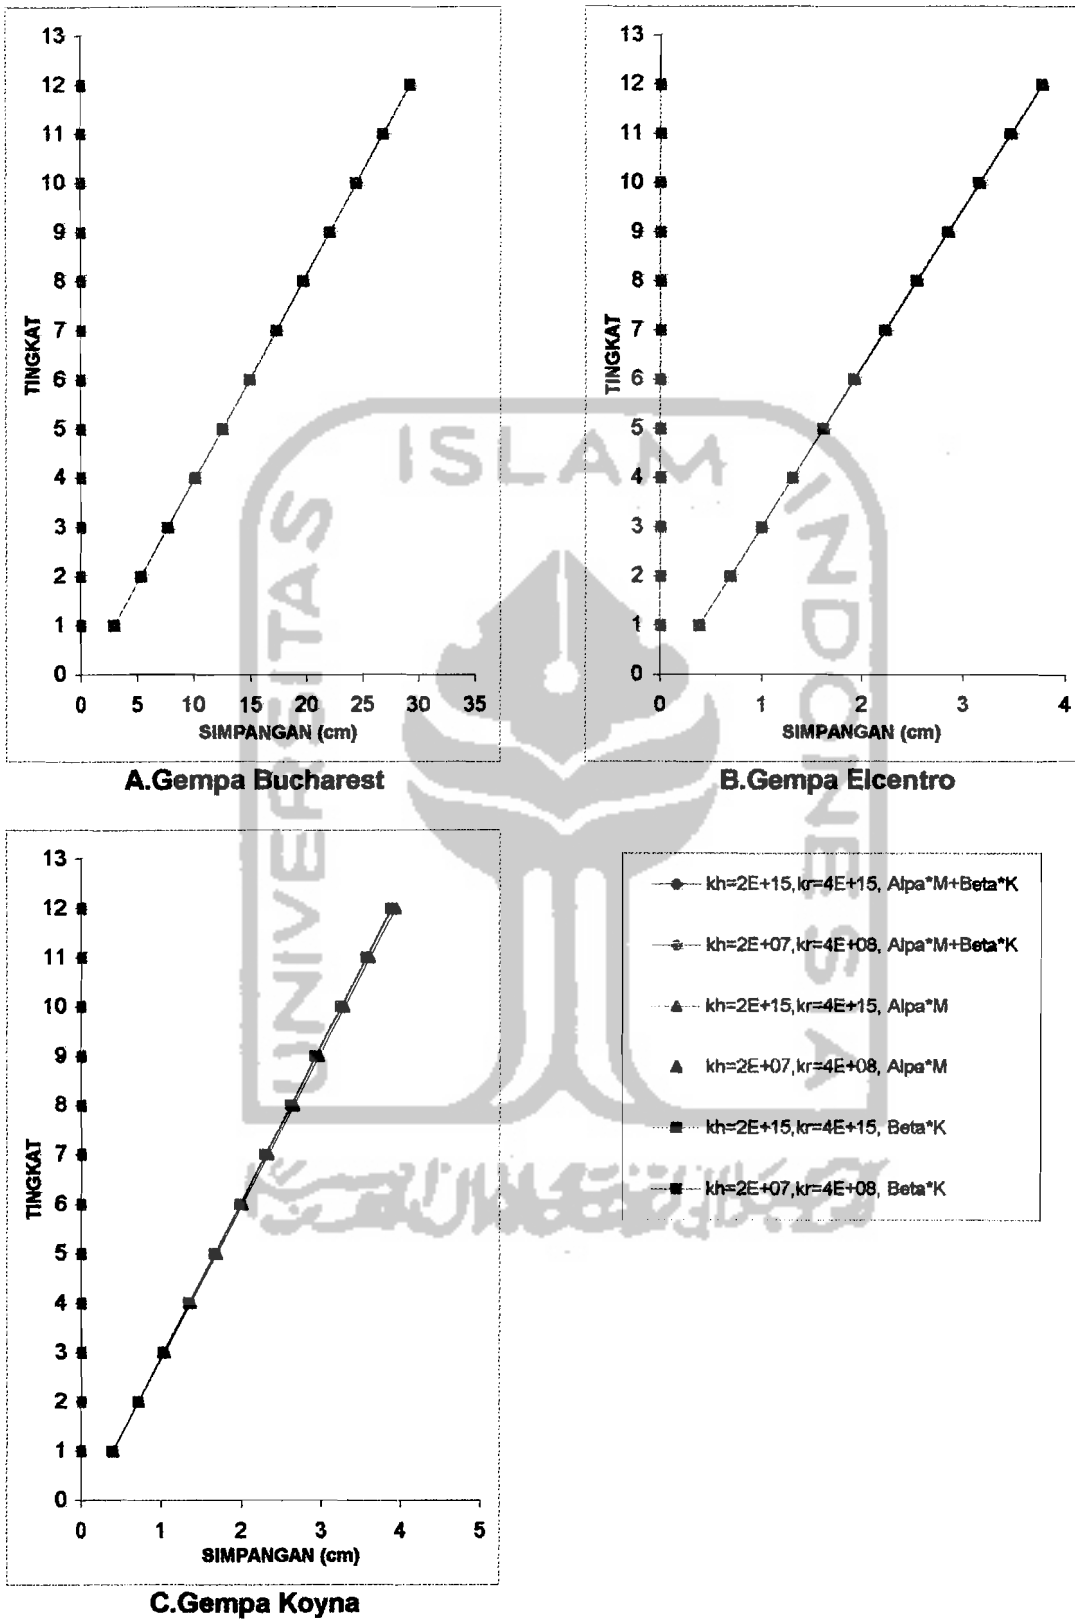 13
12
11
10
9
8
7
6
5
4
3
2
1
0
TINGKAT
0 5 10 15 20 25 30 35
SIMPANGAN (cm)
A.Gempa Bucharest
13
12
11
10
9
8
7
6
5
4
3
2
1
0
TINGKAT
0 1 2 3 4
SIMPANGAN (cm)
B.Gempa Elcentro
UNIVERSITAS
ISLAM
INDONESIA
13
12
11
10
9
8
7
6
5
4
3
2
1
0
TINGKAT
0 1 2 3 4 5
SIMPANGAN (cm)
C.Gempa Koyna
kh=2E+15,kr=4E+15, Alpa*M+Beta*K
kh=2E+07,kr=4E+08, Alpa*M+Beta*K
kh=2E+15,kr=4E+15, Alpa*M
kh=2E+07,kr=4E+08, Alpa*M
kh=2E+15,kr=4E+15, Beta*K
kh=2E+07,kr=4E+08, Beta*K